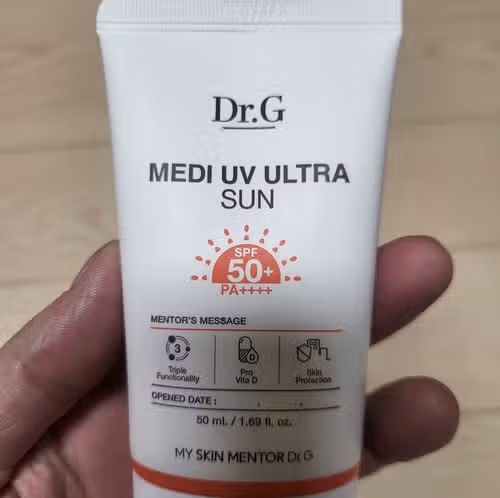 Dr.G
MEDI UV ULTRA
SUN
SPF
50+
PA++++
MENTOR'S MESSAGE
3
D
Triple
Functionality
Pro
Vita D
Skin
Protection
OPENED DATE : . .
50 ml. / 1.69 fl. oz.
MY SKIN MENTOR Dr.G